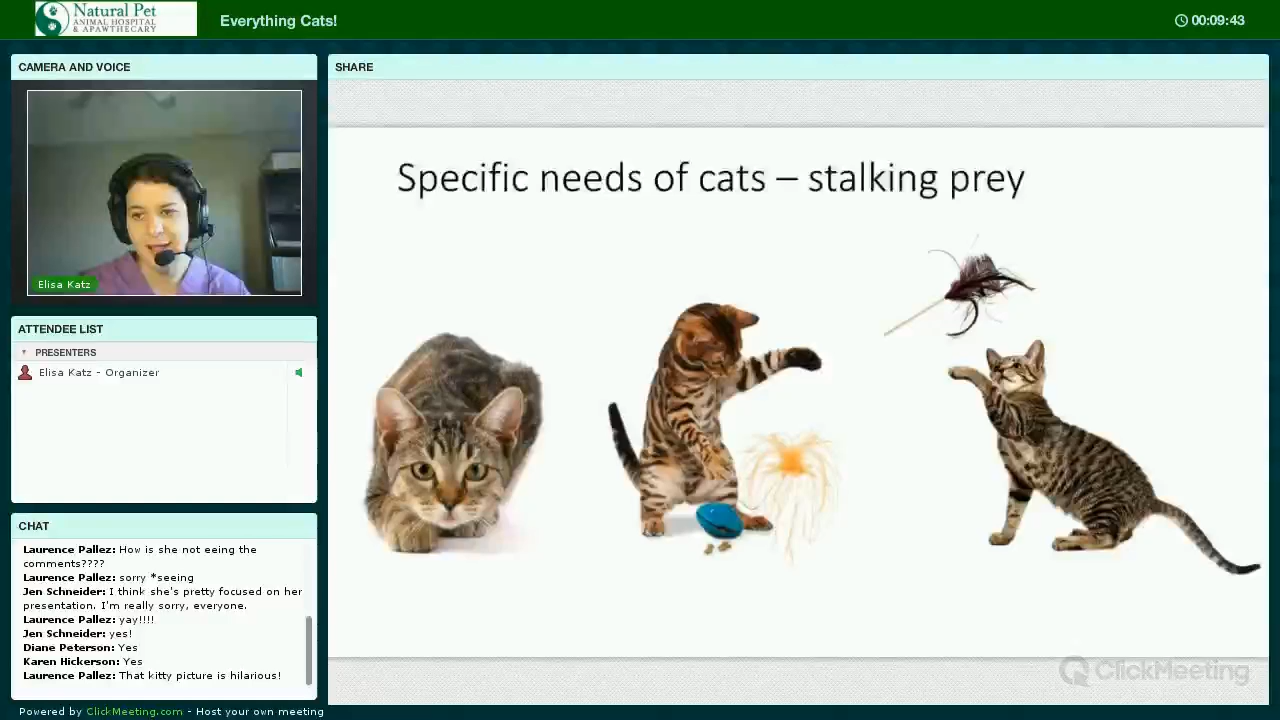 Natural Pet
ANIMAL HOSPITAL
& APAWTHECARY
Everything Cats!
00:09:43
CAMERA AND VOICE
Elisa Katz
ATTENDEE LIST
PRESENTERS
Elisa Katz - Organizer
CHAT
Laurence Pallez: How is she not eeing the
comments????
Laurence Pallez: sorry *seeing
Jen Schneider: I think she's pretty focused on her
presentation. I'm really sorry, everyone.
Laurence Pallez: yay!!!!
Jen Schneider: yes!
Diane Peterson: Yes
Karen Hickerson: Yes
Laurence Pallez: That kitty picture is hilarious!
Powered by ClickMeeting.com - Host your own meeting
SHARE
Specific needs of cats – stalking prey
ClickMeeting